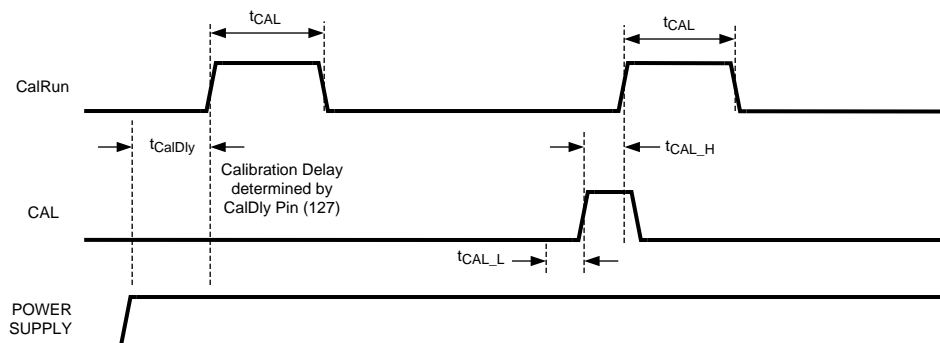 tCAL
tCAL
CalRun
tCalDly
tCAL_H
Calibration Delay
determined by
CalDly Pin (127)
CAL
tCAL_L
POWER
SUPPLY